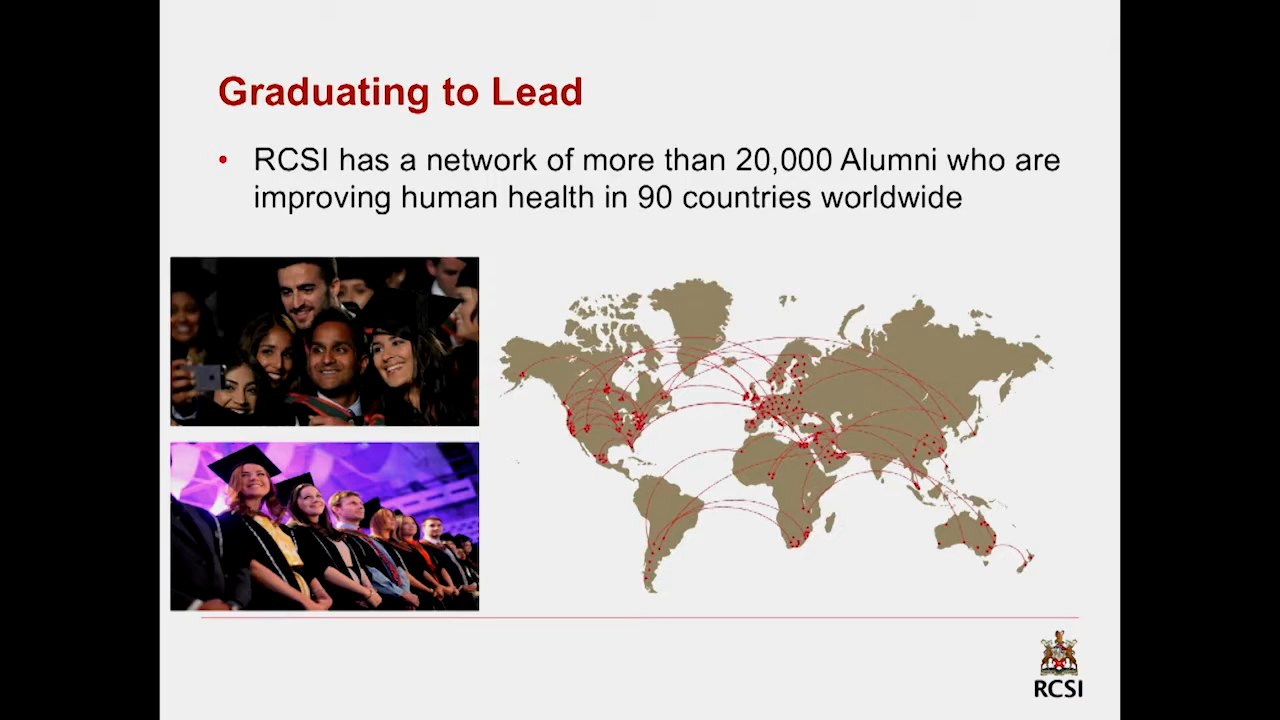 Graduating to Lead
• RCSI has a network of more than 20,000 Alumni who are
improving human health in 90 countries worldwide
RCSI